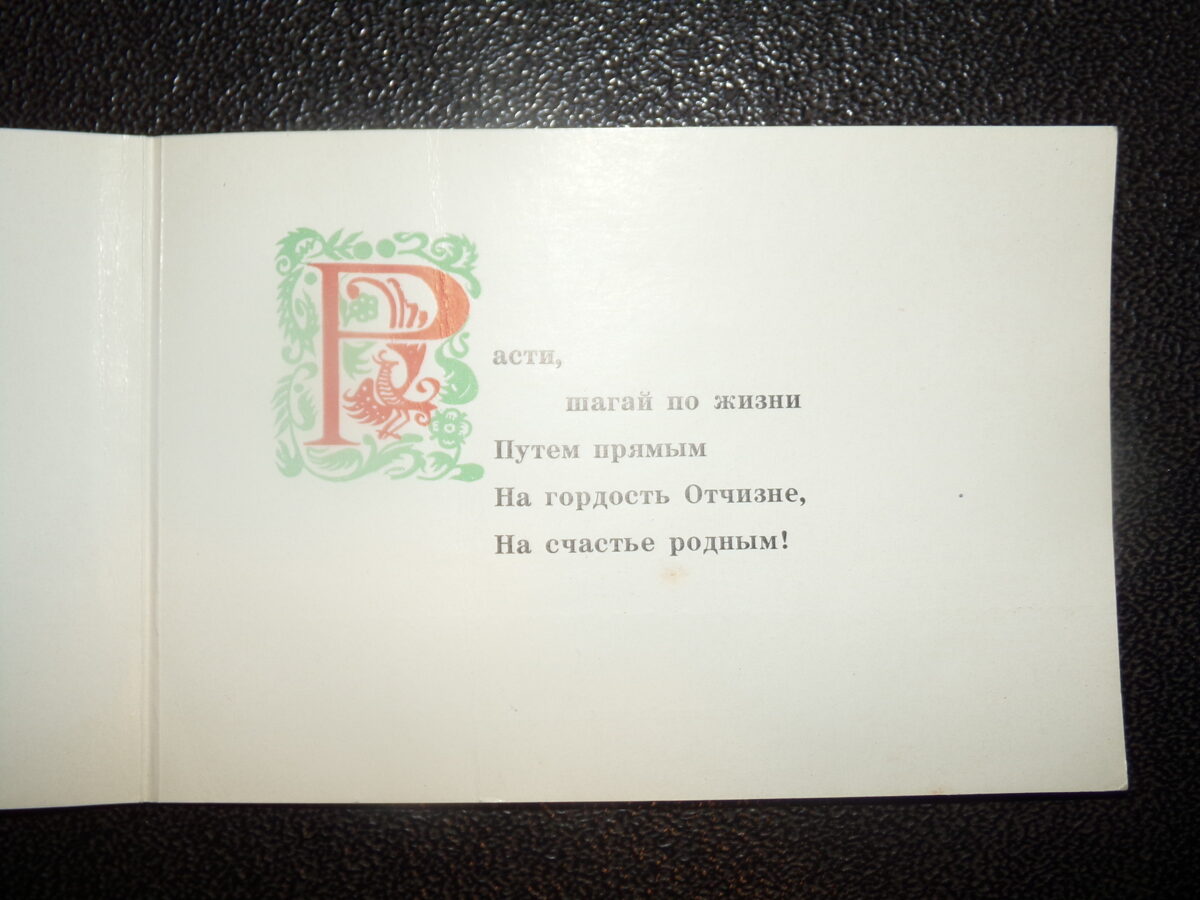 Расти,
шагай по жизни
Путем прямым
На гордость Отчизне,
На счастье родным!